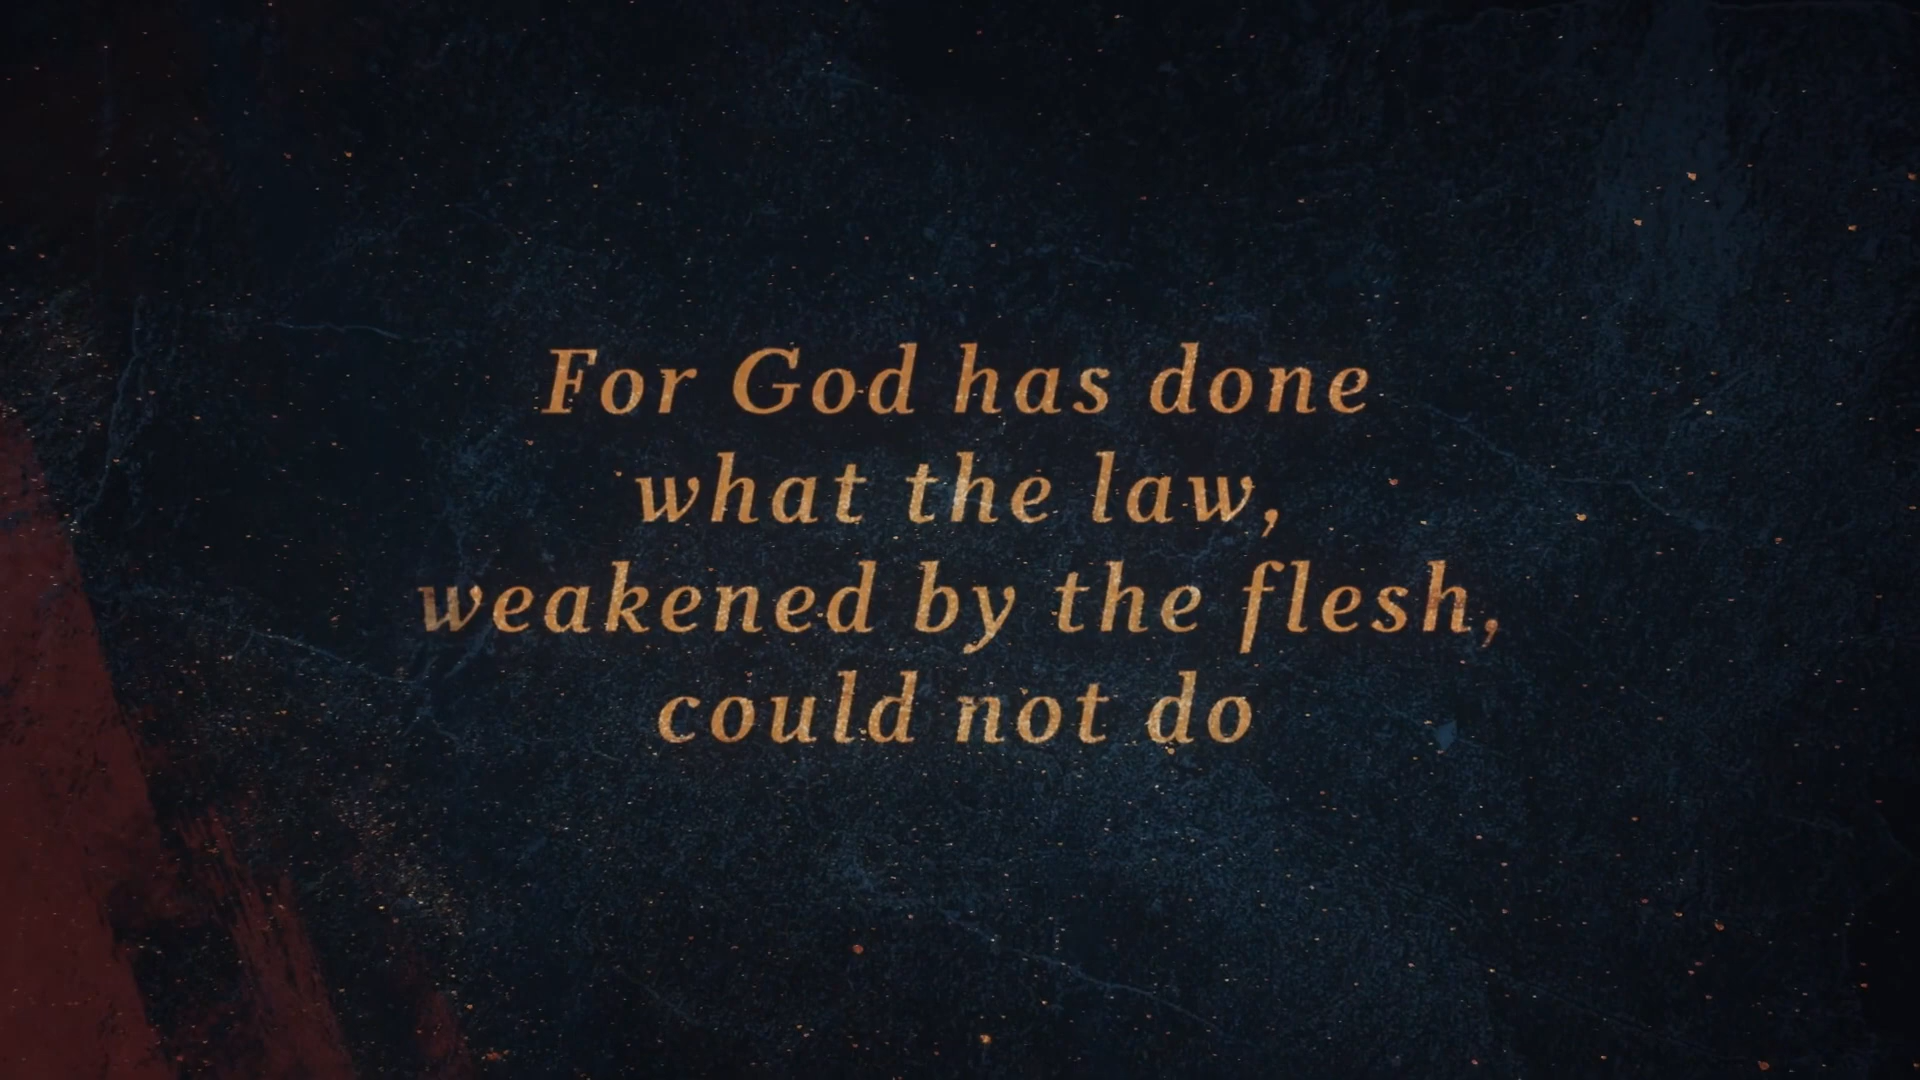 For God has done
what the law,
weakened by the flesh,
could not do